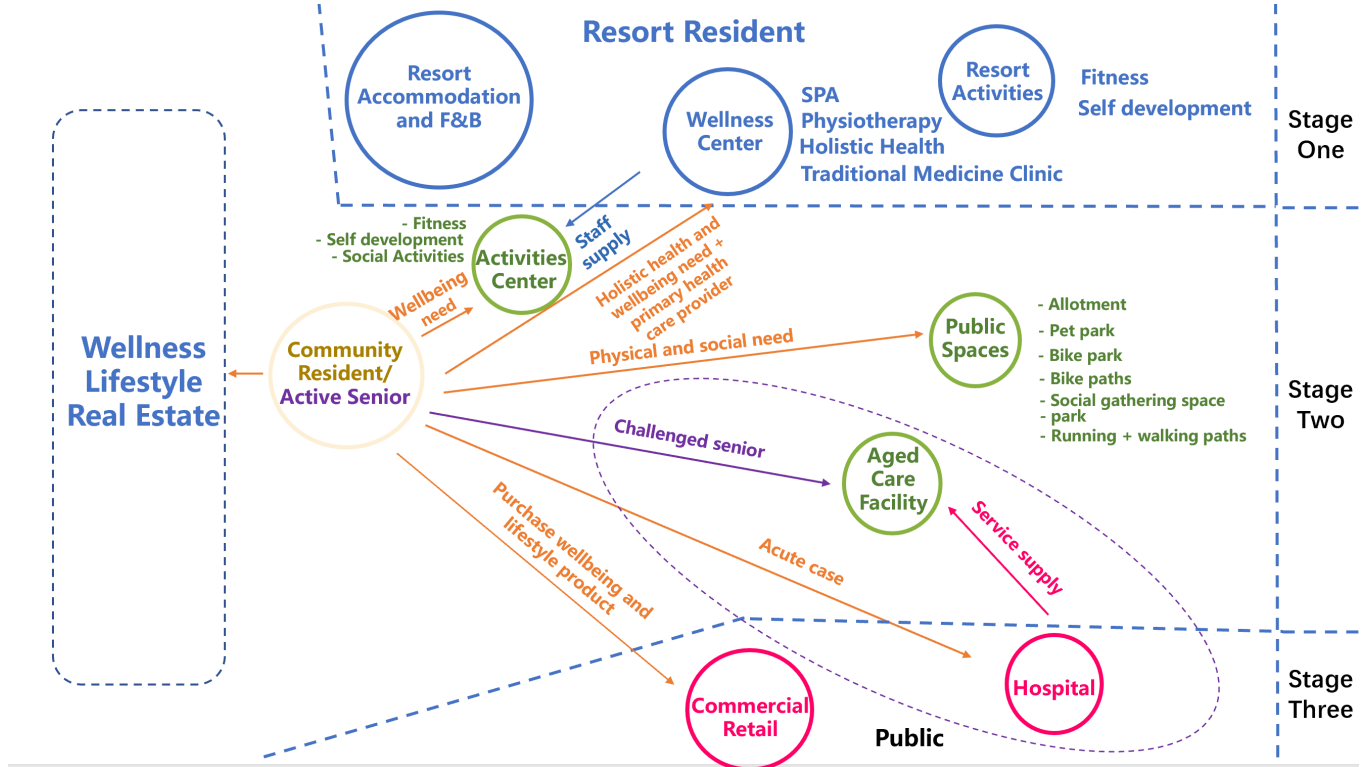 Resort Resident
Resort
Accommodation
and F&B
Wellness
Center
SPA
Physiotherapy
Holistic Health
Traditional Medicine Clinic
Resort
Activities
Fitness
Self development
Stage
One
- Fitness
- Self development
- Social Activities
Activities
Center
Staff
supply
Wellbeing
need
Holistic health and
wellbeing need +
primary health
care provider
Physical and social need
Public
Spaces
- Allotment
- Pet park
- Bike park
- Bike paths
- Social gathering space
- park
- Running + walking paths
Wellness
Lifestyle
Real Estate
Community
Resident/
Active Senior
Stage
Two
Challenged senior
Aged
Care
Facility
Service supply
Acute case
Purchase wellbeing and
lifestyle product
Commercial
Retail
Hospital
Public
Stage
Three